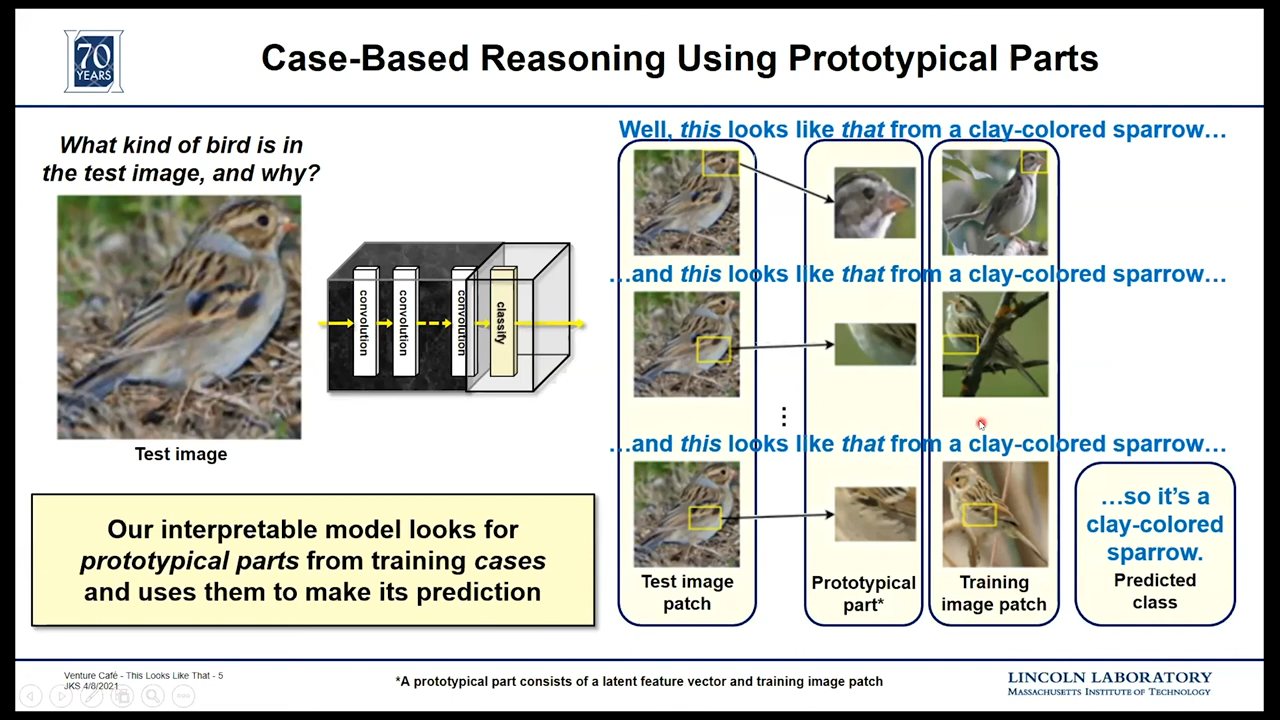 70
YEARS
Case-Based Reasoning Using Prototypical Parts
What kind of bird is in
the test image, and why?
Test image
convolution
convolution
convolution
classify
Our interpretable model looks for
prototypical parts from training cases
and uses them to make its prediction
Well, this looks like that from a clay-colored sparrow…
…and this looks like that from a clay-colored sparrow…
⋮
…and this looks like that from a clay-colored sparrow…
Test image
patch
Prototypical
part*
Training
image patch
…so it’s a
clay-colored
sparrow.
Predicted
class
Venture Café - This Looks Like That - 5
JKS 4/8/2021
*A prototypical part consists of a latent feature vector and training image patch
LINCOLN LABORATORY
MASSACHUSETTS INSTITUTE OF TECHNOLOGY